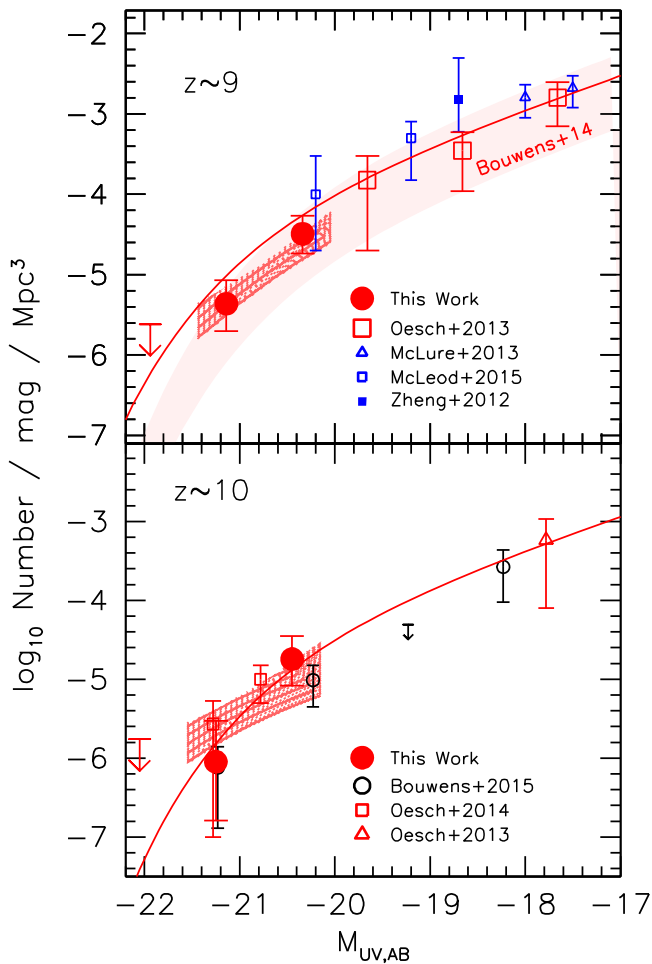 −2
z~9
−3
Bouwens+14
−4
−5
This Work
Oesch+2013
McLure+2013
McLeod+2015
Zheng+2012
−6
−7
log10 Number / mag / Mpc3
z~10
−3
−4
−5
−6
This Work
Bouwens+2015
Oesch+2014
Oesch+2013
−7
−22 −21 −20 −19 −18 −17
MUV,AB